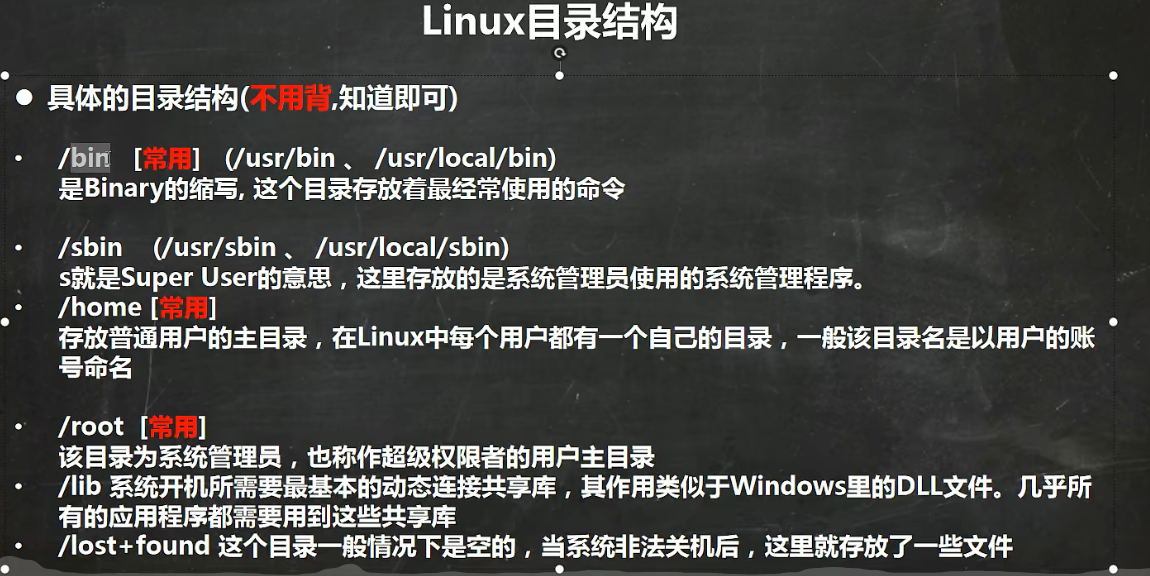 Linux目录结构
● 具体的目录结构(不用背,知道即可)
• /bin [常用] (/usr/bin 、 /usr/local/bin)
是Binary的缩写, 这个目录存放着最经常使用的命令
• /sbin (/usr/sbin 、 /usr/local/sbin)
s就是Super User的意思，这里存放的是系统管理员使用的系统管理程序。
• /home [常用]
存放普通用户的主目录，在Linux中每个用户都有一个自己的目录，一般该目录名是以用户的账
号命名
• /root [常用]
该目录为系统管理员，也称作超级权限者的用户主目录
• /lib 系统开机所需要最基本的动态连接共享库，其作用类似于Windows里的DLL文件。几乎所
有的应用程序都需要用到这些共享库
• /lost+found 这个目录一般情况下是空的，当系统非法关机后，这里就存放了一些文件